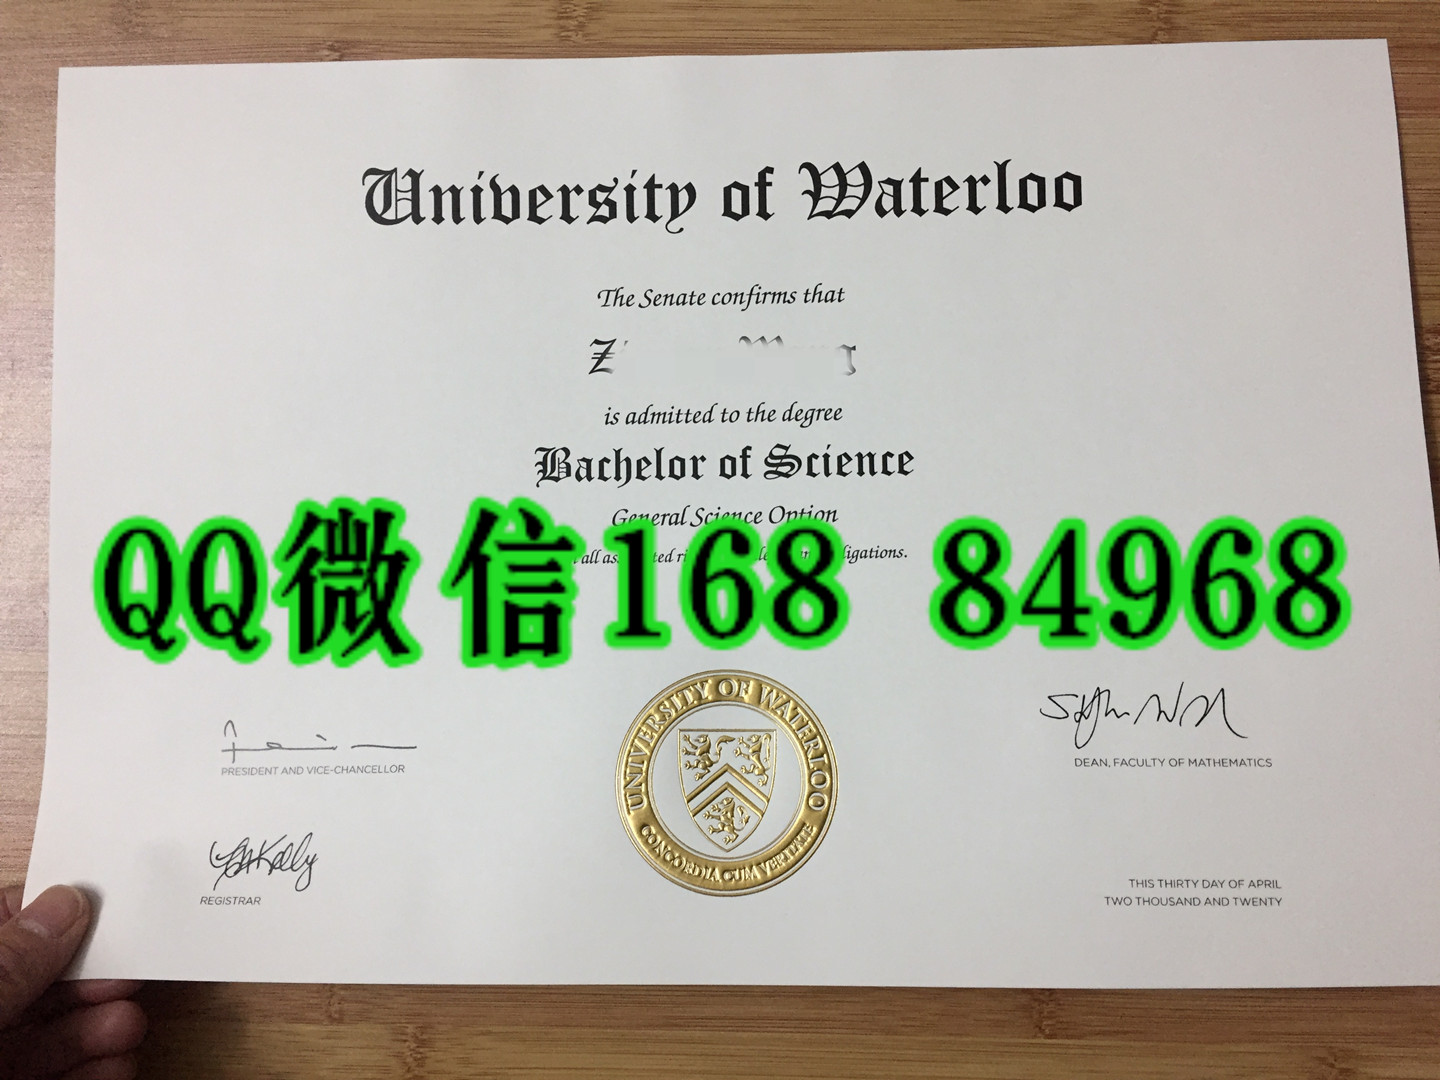 University of Waterloo
The Senate confirms that
Z
is admitted to the degree
Bachelor of Science
General Science Option
all igations.
QQ微信168 84968
UNIVERSITY OF WATERLOO
CONCORDIA CUM VERITATE
PRESIDENT AND VICE-CHANCELLOR
DEAN, FACULTY OF MATHEMATICS
REGISTRAR
THIS THIRTY DAY OF APRIL
TWO THOUSAND AND TWENTY